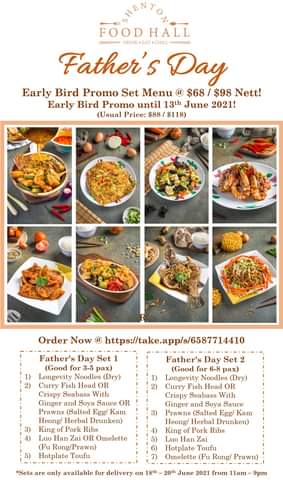 SHENTON
FOOD HALL
Father's Day
Early Bird Promo Set Menu @ $68 / $98 Nett!
Early Bird Promo until 13th June 2021!
(Usual Price: $88 / $118)
Order Now @ https://take.app/s/6587714410
Father's Day Set 1
(Good for 3-5 pax)
1) Longevity Noodles (Dry)
2) Curry Fish Head OR
Crispy Seabass With
Ginger and Soya Sauce OR
Prawns (Salted Egg/ Kam
Heong/ Herbal Drunken)
3) King of Pork Ribs
4) Luo Han Zai OR Omelette
(Fu Rong/Prawn)
5) Hotplate Toufu
Father's Day Set 2
(Good for 6-8 pax)
1) Longevity Noodles (Dry)
2) Curry Fish Head OR
Crispy Seabass With
Ginger and Soya Sauce
3) Prawns (Salted Egg/ Kam
Heong/ Herbal Drunken)
4) King of Pork Ribs
5) Luo Han Zai
6) Hotplate Toufu
7) Omelette (Fu Rong/ Prawn)
*Sets are only available for delivery on 18th – 20th June 2021 from 11am – 9pm